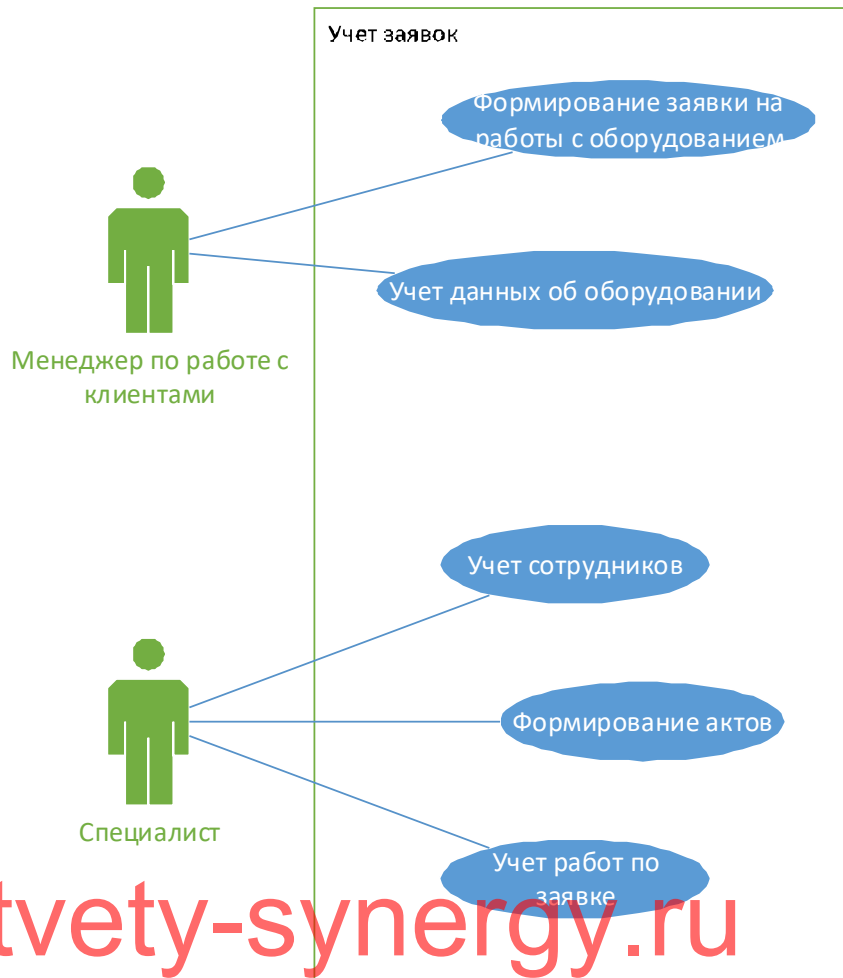 Учет заявок
Формирование заявки на
работы с оборудованием
Учет данных об оборудовании
Менеджер по работе с
клиентами
Учет сотрудников
Формирование актов
Специалист
Учет работ по
заявке
tvety-synergy.ru